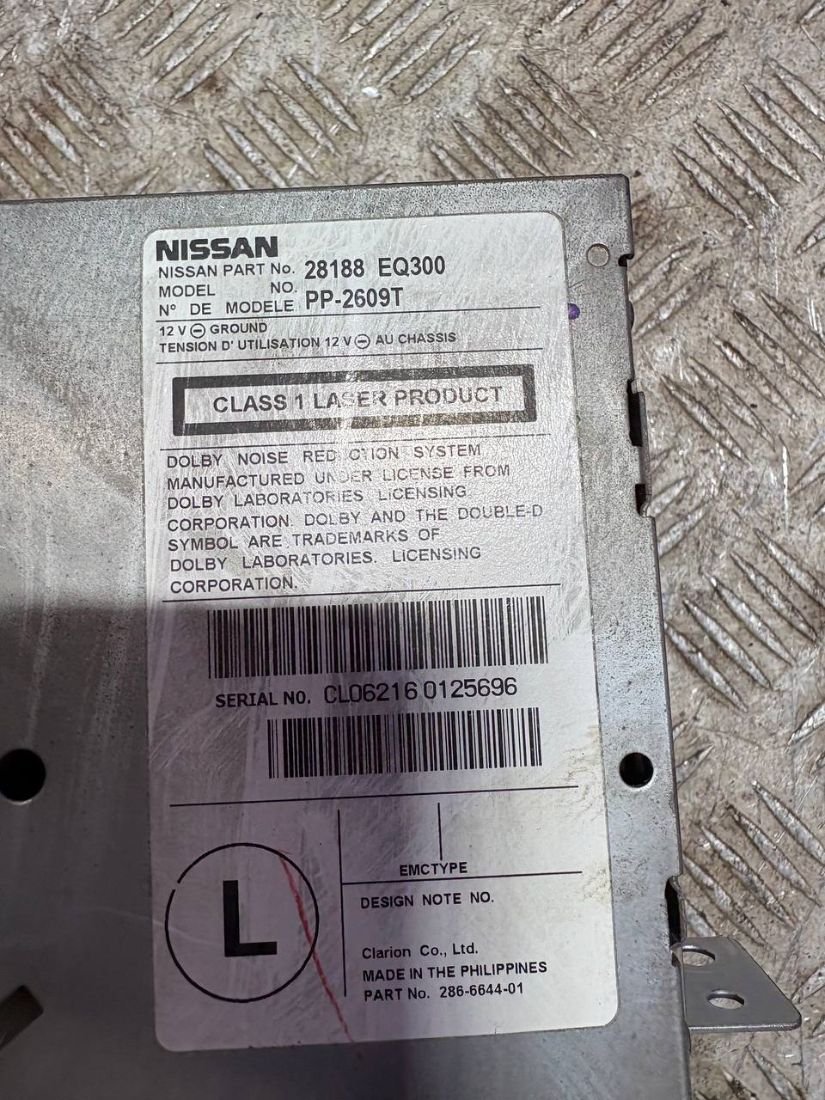 NISSAN
NISSAN PART No. 28188 EQ300
MODEL NO.
N° DE MODELE PP-2609T
12 V ⊖ GROUND
TENSION D' UTILISATION 12 V ⊖ AU CHASSIS
CLASS 1 LASER PRODUCT
DOLBY NOISE REDUCTION SYSTEM
MANUFACTURED UNDER LICENSE FROM
DOLBY LABORATORIES LICENSING
CORPORATION. DOLBY AND THE DOUBLE-D
SYMBOL ARE TRADEMARKS OF
DOLBY LABORATORIES. LICENSING
CORPORATION.
SERIAL NO. CL06216 0125696
EMCTYPE
L
DESIGN NOTE NO.
Clarion Co., Ltd.
MADE IN THE PHILIPPINES
PART No. 286-6644-01